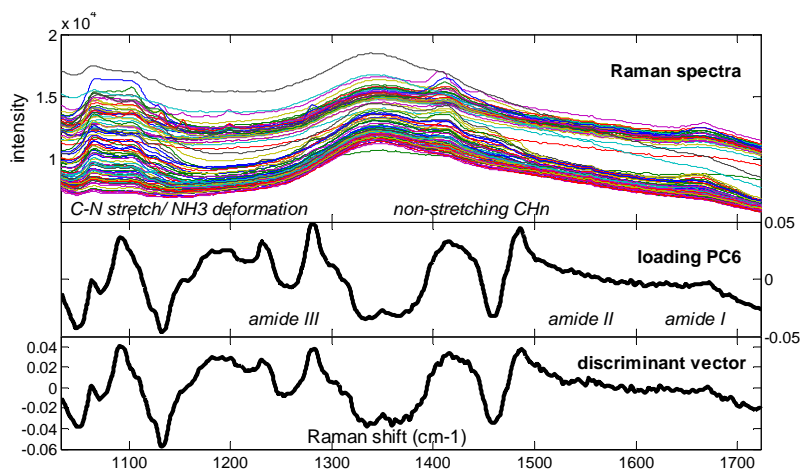 x 10⁴
2
Raman spectra
1.5
intensity
1
C-N stretch/ NH3 deformation
non-stretching CHn
0.05
loading PC6
0
amide III
amide II
amide I
-0.05
0.04
discriminant vector
0.02
0
-0.02
-0.04
Raman shift (cm-1)
-0.06
1100 1200 1300 1400 1500 1600 1700